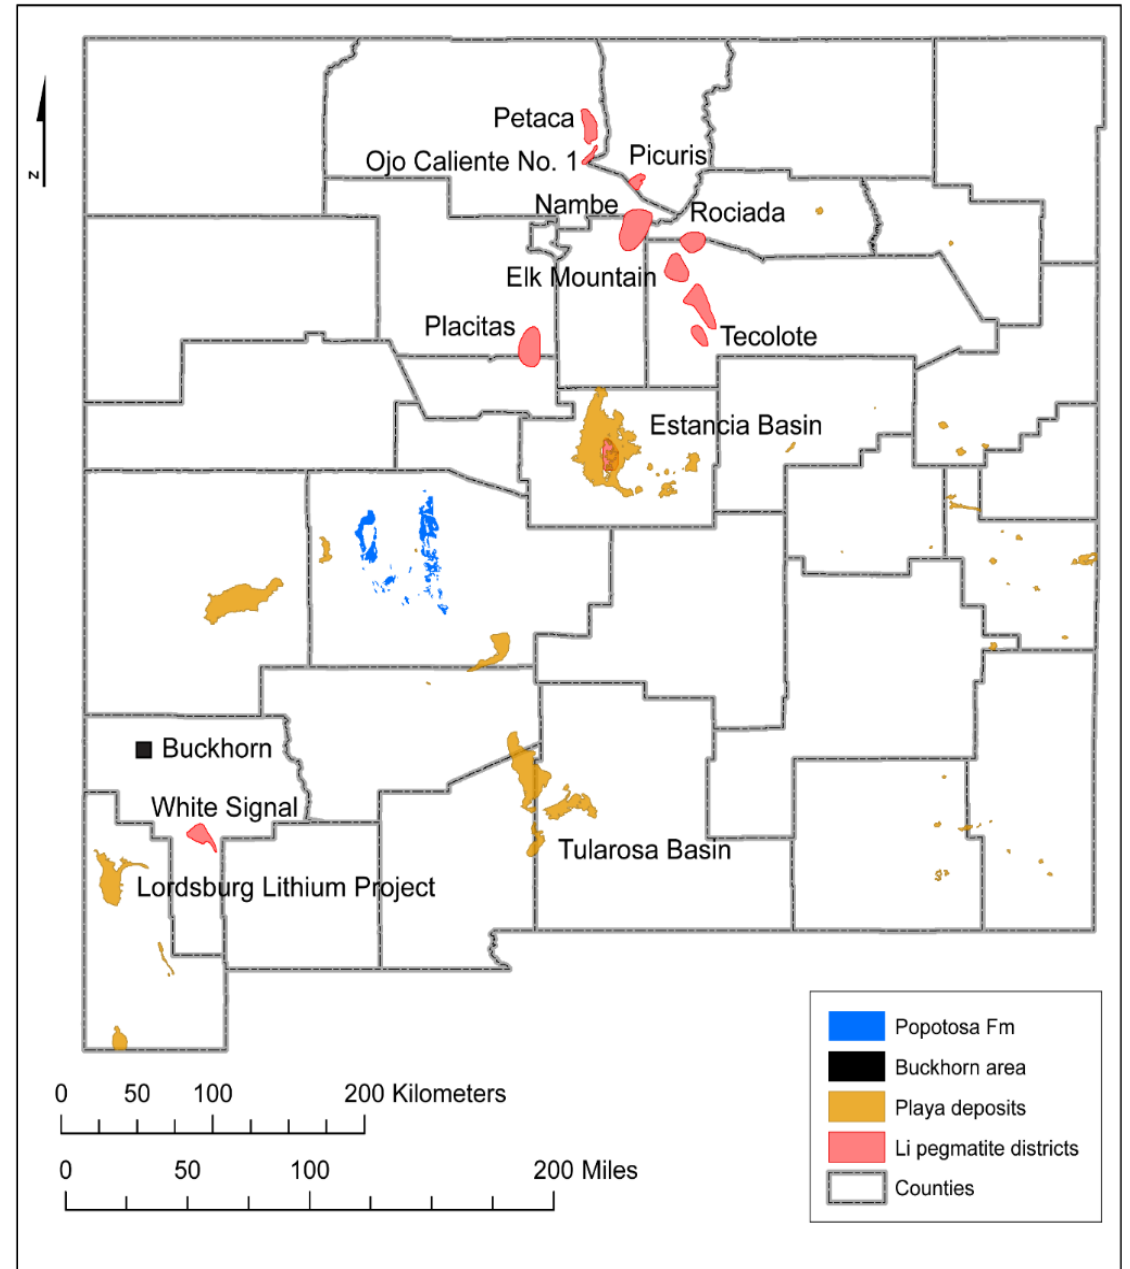 Petaca
Ojo Caliente No. 1
Picuris
Nambe
Rociada
Elk Mountain
Placitas
Tecolote
Estancia Basin
Buckhorn
White Signal
Tularosa Basin
Lordsburg Lithium Project
z
Popotosa Fm
Buckhorn area
Playa deposits
Li pegmatite districts
Counties
0 50 100 200 Kilometers
0 50 100 200 Miles